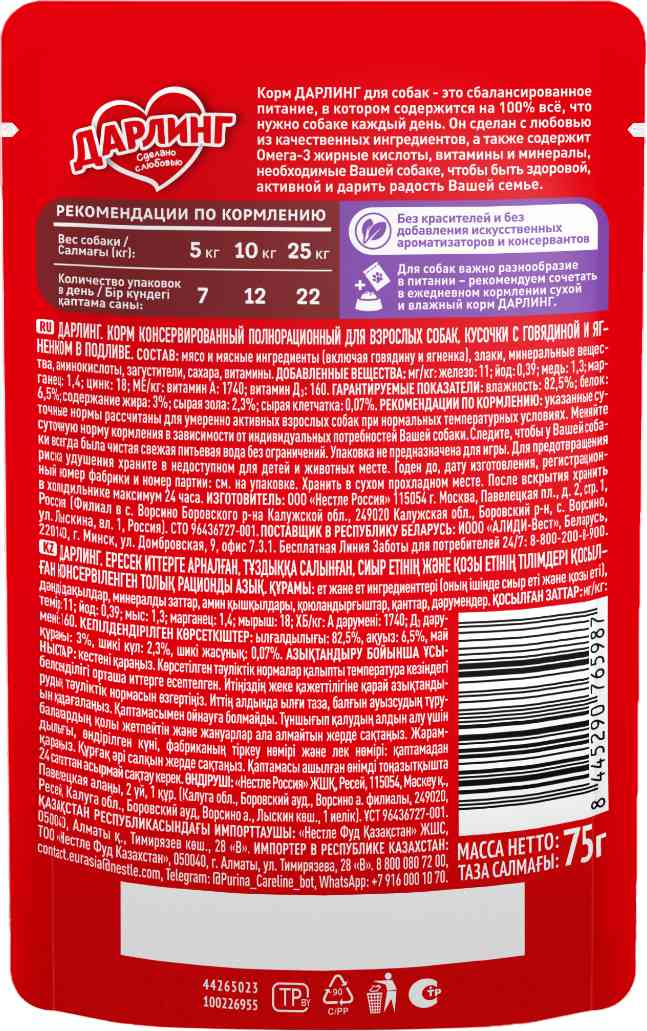 ДАРЛИНГ
Сделано
с любовью
Корм ДАРЛИНГ для собак - это сбалансированное
питание, в котором содержится на 100% всё, что
нужно собаке каждый день. Он сделан с любовью
из качественных ингредиентов, а также содержит
Омега-3 жирные кислоты, витамины и минералы,
необходимые Вашей собаке, чтобы быть здоровой,
активной и дарить радость Вашей семье.
РЕКОМЕНДАЦИИ ПО КОРМЛЕНИЮ
Вес собаки /
Салмағы (кг): 5 кг 10 кг 25 кг
Количество упаковок
в день / Бір күндегі
қаптама саны: 7 12 22
Без красителей и без
добавления искусственных
ароматизаторов и консервантов
Для собак важно разнообразие
в питании – рекомендуем сочетать
в ежедневном кормлении сухой
и влажный корм ДАРЛИНГ.
RU ДАРЛИНГ. КОРМ КОНСЕРВИРОВАННЫЙ ПОЛНОРАЦИОННЫЙ ДЛЯ ВЗРОСЛЫХ СОБАК, КУСОЧКИ С ГОВЯДИНОЙ И ЯГ-
НЕНКОМ В ПОДЛИВЕ. СОСТАВ: мясо и мясные ингредиенты (включая говядину и ягненка), злаки, минеральные вещес-
тва, аминокислоты, загустители, сахара, витамины. ДОБАВЛЕННЫЕ ВЕЩЕСТВА: мг/кг: железо: 11; йод: 0,39; медь: 1,3; мар-
ганец: 1,4; цинк: 18; МЕ/кг: витамин А: 1740; витамин D₃: 160. ГАРАНТИРУЕМЫЕ ПОКАЗАТЕЛИ: влажность: 82,5%; белок:
6,5%; содержание жира: 3%; сырая зола: 2,3%; сырая клетчатка: 0,07%. РЕКОМЕНДАЦИИ ПО КОРМЛЕНИЮ: указанные су-
точные нормы рассчитаны для умеренно активных взрослых собак при нормальных температурных условиях. Меняйте
суточную норму кормления в зависимости от индивидуальных потребностей Вашей собаки. Следите, чтобы у Вашей соба-
ки всегда была чистая свежая питьевая вода без ограничений. Упаковка не предназначена для игры. Для предотвращения
риска удушения храните в недоступном для детей и животных месте. Годен до, дату изготовления, регистрацион-
ный номер фабрики и номер партии: см. на упаковке. Хранить в сухом прохладном месте. После вскрытия хранить
в холодильнике максимум 24 часа. ИЗГОТОВИТЕЛЬ: ООО «Нестле Россия» 115054 г. Москва, Павелецкая пл., д. 2, стр. 1,
Россия (Филиал в с. Ворсино Боровского р-на Калужской обл., 249020 Калужская обл., Боровский р-н, с. Ворсино,
ул. Лыскина, вл. 1, Россия). СТО 96436727-001. ПОСТАВЩИК В РЕСПУБЛИКУ БЕЛАРУСЬ: ИООО «АЛИДИ-Вест», Беларусь,
220140, г. Минск, ул. Домбровская, 9, офис 7.3.1. Бесплатная Линия Заботы для потребителей 24/7: 8-800-200-8-900.
KZ ДАРЛИНГ. ЕРЕСЕК ИТТЕРГЕ АРНАЛҒАН, ТҰЗДЫҚҚА САЛЫНҒАН, СИЫР ЕТІНІҢ ЖӘНЕ ҚОЗЫ ЕТІНІҢ ТІЛІМДЕРІ ҚОСЫЛ-
ҒАН КОНСЕРВІЛЕНГЕН ТОЛЫҚ РАЦИОНДЫ АЗЫҚ. ҚҰРАМЫ: ет және ет ингредиенттері (оның ішінде сиыр еті және қозы еті),
дәнді дақылдар, минералды заттар, амин қышқылдары, қоюландырғыштар, қанттар, дәрумендер. ҚОСЫЛҒАН ЗАТТАР: мг/кг:
темір: 11; йод: 0,39; мыс: 1,3; марганец: 1,4; мырыш: 18; ХБ/кг: А дәрумені: 1740; D₃ дәру-
мені: 160. КЕПІЛДЕНДІРІЛГЕН КӨРСЕТКІШТЕР: ылғалдылығы: 82,5%, ақуыз: 6,5%, май
құрамы: 3%, шикі күл: 2,3%, шикі жасұнық: 0,07%. АЗЫҚТАНДЫРУ БОЙЫНША ҰСЫ-
НЫСТАР: кестені қараңыз. Көрсетілген тәуліктік нормалар қалыпты температура кезіндегі
белсенділігі орташа иттерге есептелген. Итіңіздің жеке қажеттілігіне қарай азықтанды-
рудың тәуліктік нормасын өзгертіңіз. Иттің алдында ылғи таза, балғын ауызсудың тұру-
ын қадағалаңыз. Қаптамасымен ойнауға болмайды. Тұншығып қалудың алдын алу үшін
балалардың қолы жетпейтін және жануарлар ала алмайтын жерде сақтаңыз. Жарам-
дылығы, өндірілген күні, фабриканың тіркеу нөмірі және лек нөмірі: қаптамадан
қараңыз. Құрғақ әрі салқын жерде сақтаңыз. Қаптамасы ашылған өнімді тоңазытқышта
24 сағаттан асырмай сақтау керек. ӨНДІРУШІ: «Нестле Россия» ЖШҚ, Ресей, 115054, Мәскеу қ.,
Павелецкая алаңы, 2 үй, 1 құр. (Калуга обл., Боровский ауд., Ворсино а. филиалы, 249020,
Ресей, Калуга обл., Боровский ауд, Ворсино а., Лыскин көш., 1 иелік). ҰСТ 96436727-001.
ҚАЗАҚСТАН РЕСПУБЛИКАСЫНДАҒЫ ИМПОРТТАУШЫ: «Нестле Фуд Қазақстан» ЖШС,
050040, Алматы қ., Тимирязев көш., 28 «В». ИМПОРТЕР В РЕСПУБЛИКЕ КАЗАХСТАН:
ТОО «Нестле Фуд Казахстан», 050040, г. Алматы, ул. Тимирязева, 28 «В». 8 800 080 72 00,
contact.eurasia@nestle.com, Telegram: @Purina_Careline_bot, WhatsApp: +7 916 000 10 70.
8 445290 765987
МАССА НЕТТО:
ТАЗА САЛМАҒЫ: 75г
44265023
100226955
TP BY
90
C/PP
СТР